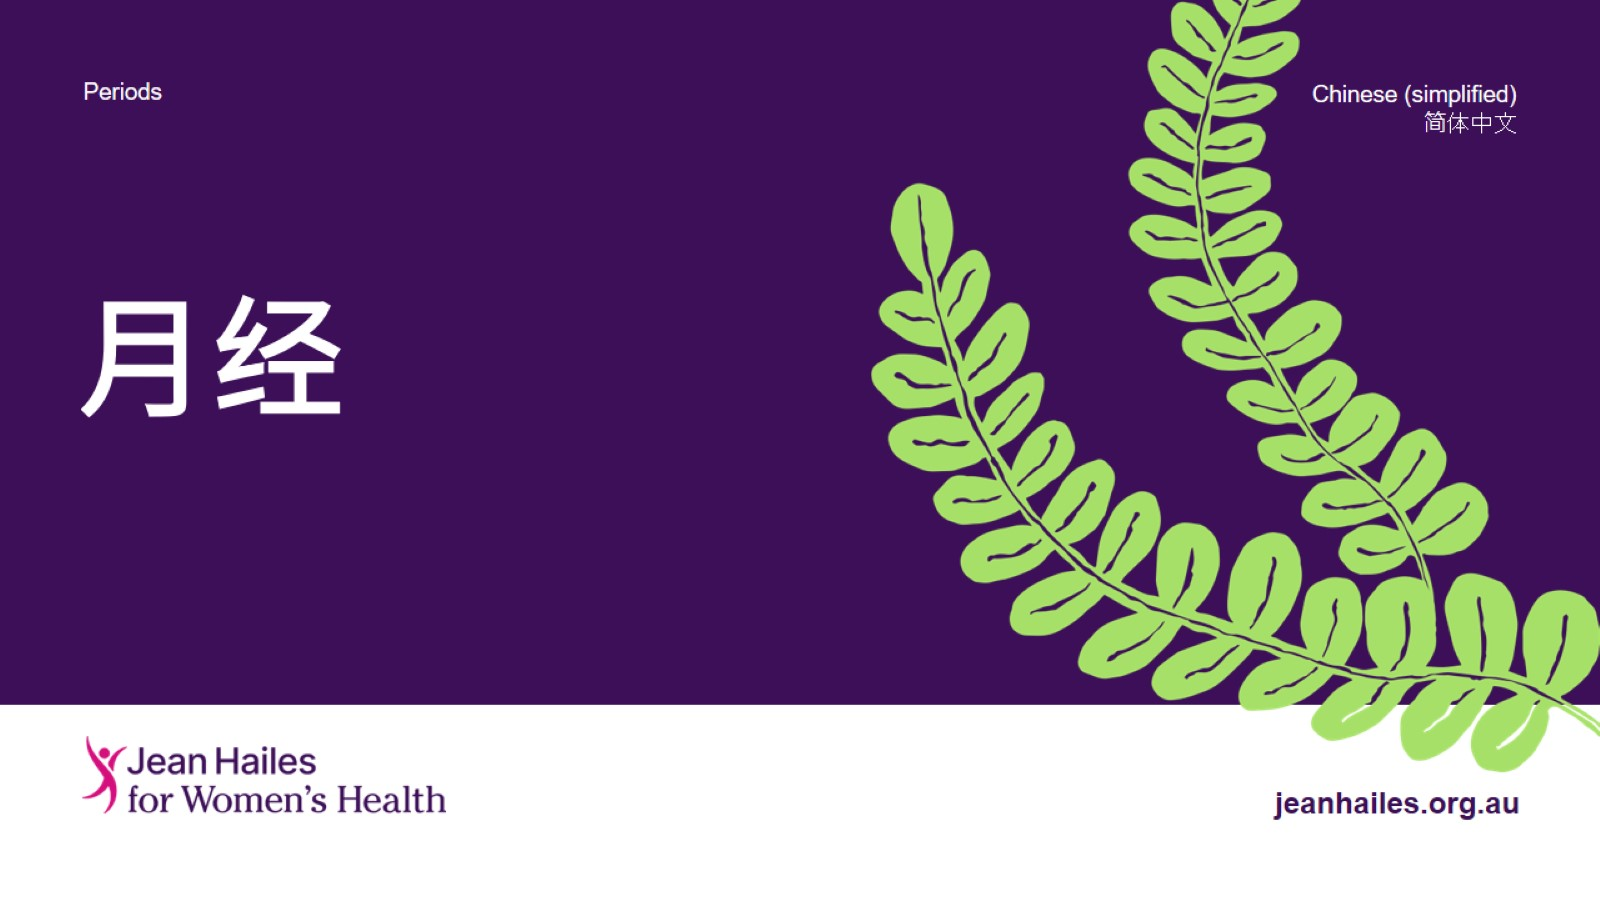 Periods
Chinese (simplified)
简体中文
月经
Jean Hailes
for Women's Health
jeanhailes.org.au